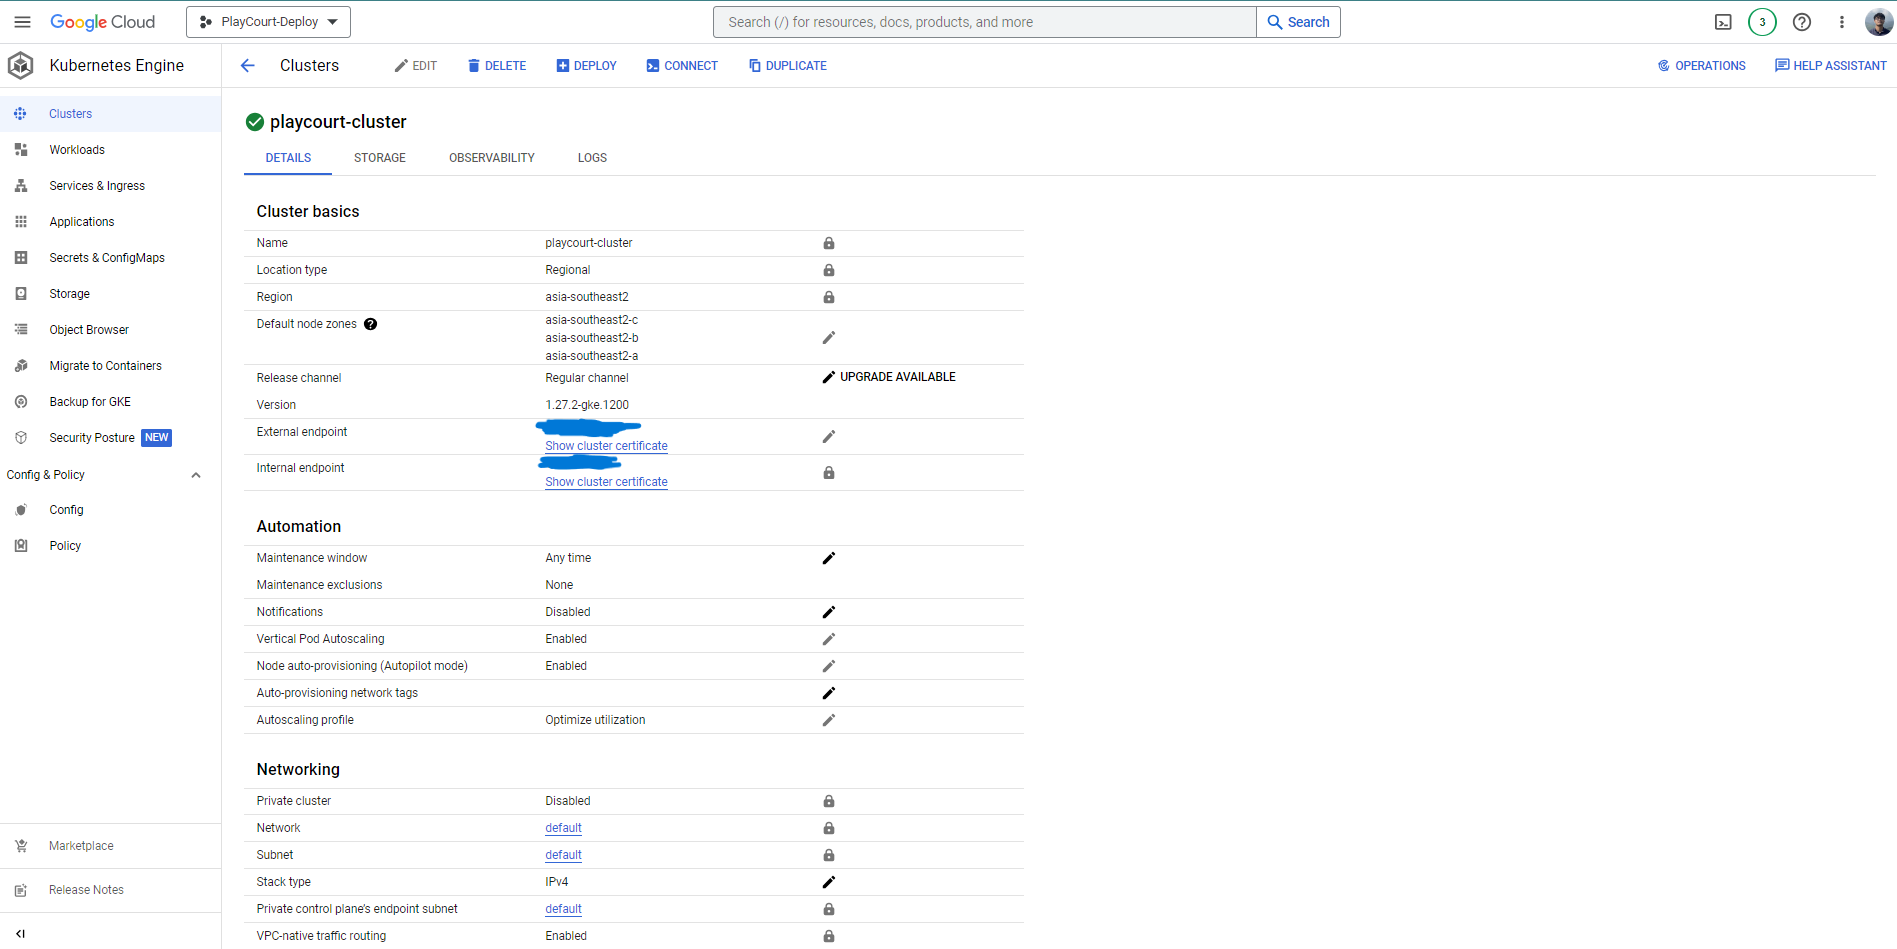 Google Cloud
PlayCourt-Deploy
Search (/) for resources, docs, products, and more
Search
3
Kubernetes Engine
Clusters
EDIT
DELETE
DEPLOY
CONNECT
DUPLICATE
OPERATIONS
HELP ASSISTANT
Clusters
Workloads
Services & Ingress
Applications
Secrets & ConfigMaps
Storage
Object Browser
Migrate to Containers
Backup for GKE
Security Posture NEW
Config & Policy
Config
Policy
Marketplace
Release Notes
playcourt-cluster
DETAILS STORAGE OBSERVABILITY LOGS
Cluster basics
Name playcourt-cluster
Location type Regional
Region asia-southeast2
Default node zones asia-southeast2-c
asia-southeast2-b
asia-southeast2-a
Release channel Regular channel UPGRADE AVAILABLE
Version 1.27.2-gke.1200
External endpoint
Show cluster certificate
Internal endpoint
Show cluster certificate
Automation
Maintenance window Any time
Maintenance exclusions None
Notifications Disabled
Vertical Pod Autoscaling Enabled
Node auto-provisioning (Autopilot mode) Enabled
Auto-provisioning network tags
Autoscaling profile Optimize utilization
Networking
Private cluster Disabled
Network default
Subnet default
Stack type IPv4
Private control plane's endpoint subnet default
VPC-native traffic routing Enabled